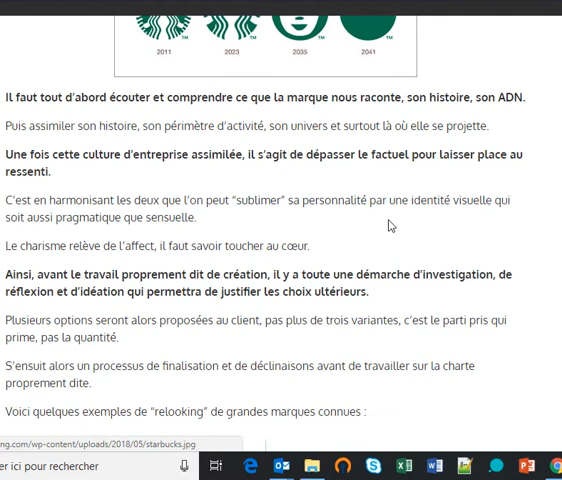 2011 2023 2035 2041
Il faut tout d’abord écouter et comprendre ce que la marque nous raconte, son histoire, son ADN.
Puis assimiler son histoire, son périmètre d’activité, son univers et surtout là où elle se projette.
Une fois cette culture d’entreprise assimilée, il s’agit de dépasser le factuel pour laisser place au
ressenti.
C’est en harmonisant les deux que l’on peut “sublimer” sa personnalité par une identité visuelle qui
soit aussi pragmatique que sensuelle.
Le charisme relève de l’affect, il faut savoir toucher au cœur.
Ainsi, avant le travail proprement dit de création, il y a toute une démarche d’investigation, de
réflexion et d’idéation qui permettra de justifier les choix ultérieurs.
Plusieurs options seront alors proposées au client, pas plus de trois variantes, c’est le parti pris qui
prime, pas la quantité.
S’ensuit alors un processus de finalisation et de déclinaisons avant de travailler sur la charte
proprement dite.
Voici quelques exemples de “relooking” de grandes marques connues :
ng.com/wp-content/uploads/2018/05/starbucks.jpg
er ici pour rechercher